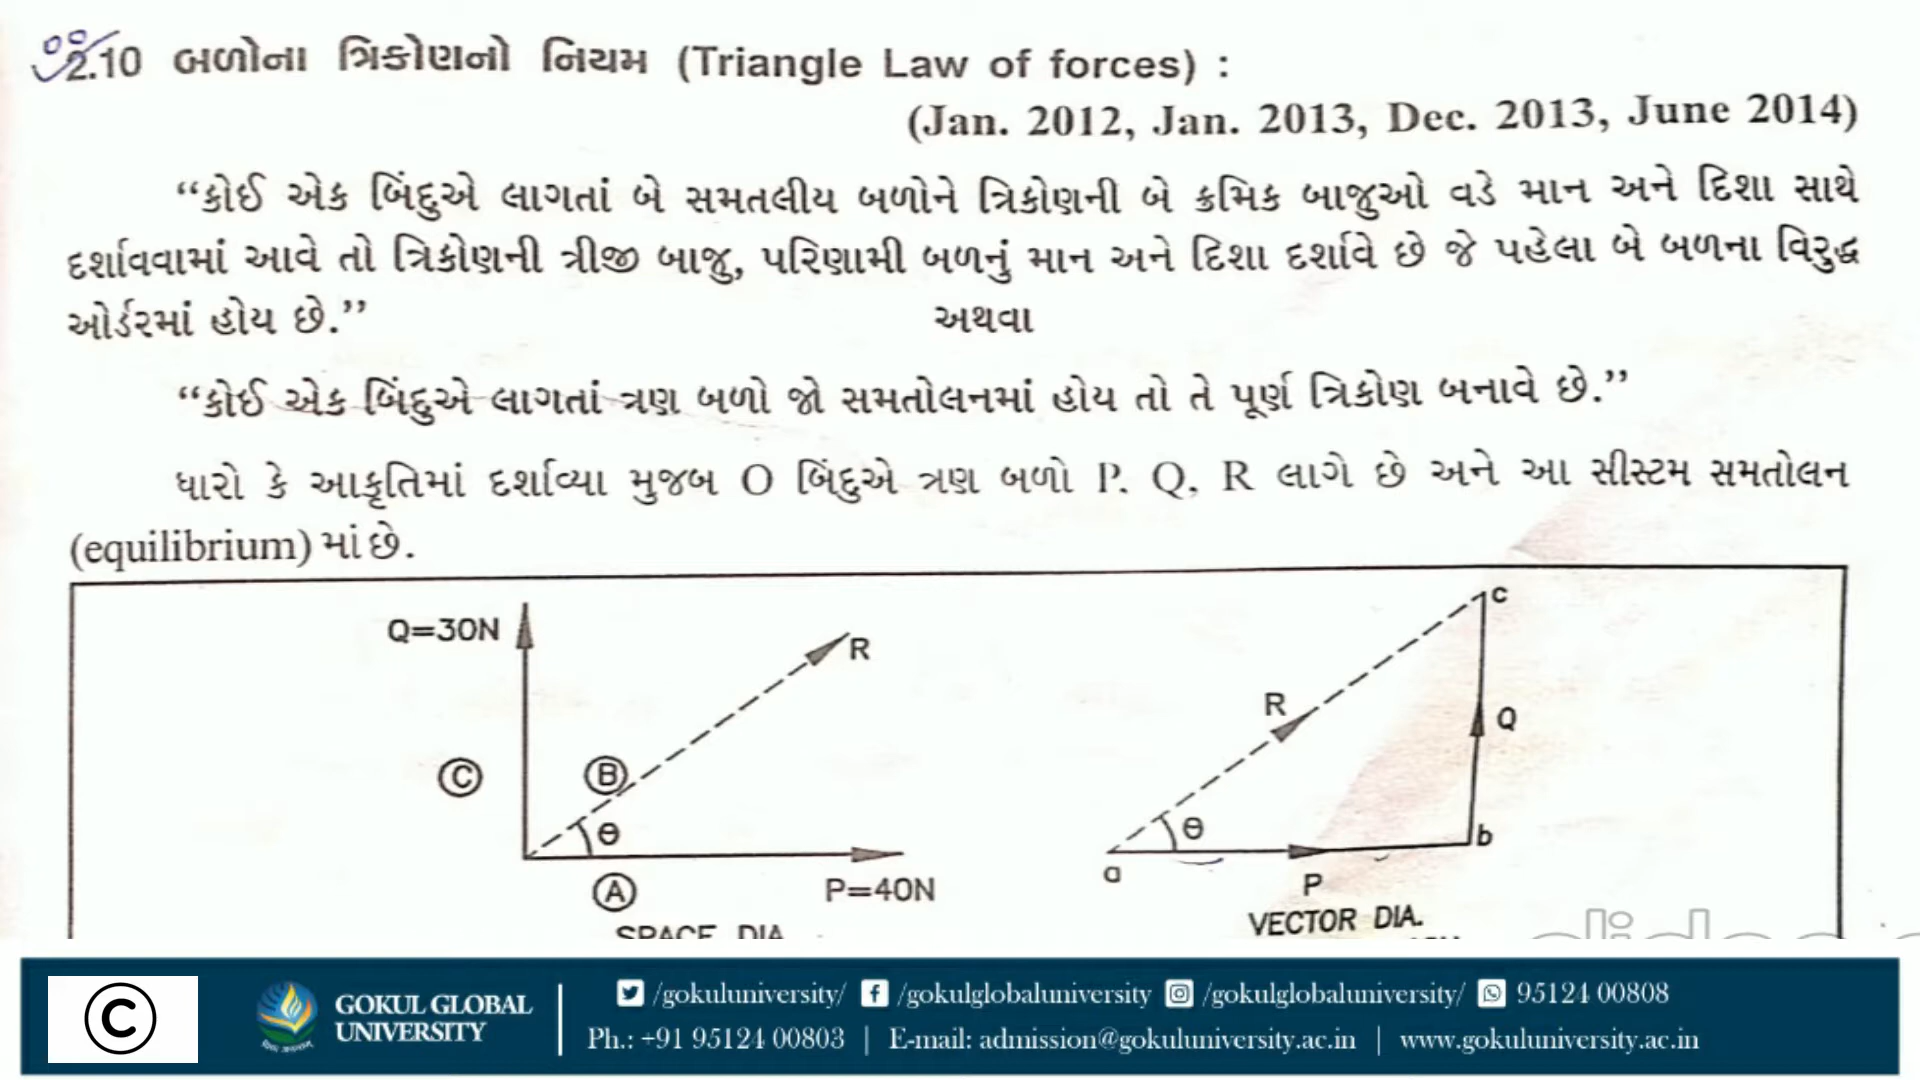 2.10 બળોના ત્રિકોણનો નિયમ (Triangle Law of forces) :
(Jan. 2012, Jan. 2013, Dec. 2013, June 2014)
“કોઈ એક બિંદુએ લાગતાં બે સમતલીય બળોને ત્રિકોણની બે ક્રમિક બાજુઓ વડે માન અને દિશા સાથે
દર્શાવવામાં આવે તો ત્રિકોણની ત્રીજી બાજુ, પરિણામી બળનું માન અને દિશા દર્શાવે છે જે પહેલા બે બળના વિરુદ્ધ
ઓર્ડરમાં હોય છે.” અથવા
“કોઈ એક બિંદુએ લાગતાં ત્રણ બળો જો સમતોલનમાં હોય તો તે પૂર્ણ ત્રિકોણ બનાવે છે.”
ધારો કે આકૃતિમાં દર્શાવ્યા મુજબ O બિંદુએ ત્રણ બળો P, Q, R લાગે છે અને આ સીસ્ટમ સમતોલન
(equilibrium) માં છે.
Q=30N
R
C
B
θ
A
P=40N
SPACE DIA
c
R
Q
θ
b
a
P
VECTOR DIA.
©
GOKUL GLOBAL
UNIVERSITY
/gokuluniversity/ /gokulglobaluniversity /gokulglobaluniversity/ 95124 00808
Ph.: +91 95124 00803 | E-mail: admission@gokuluniversity.ac.in | www.gokuluniversity.ac.in